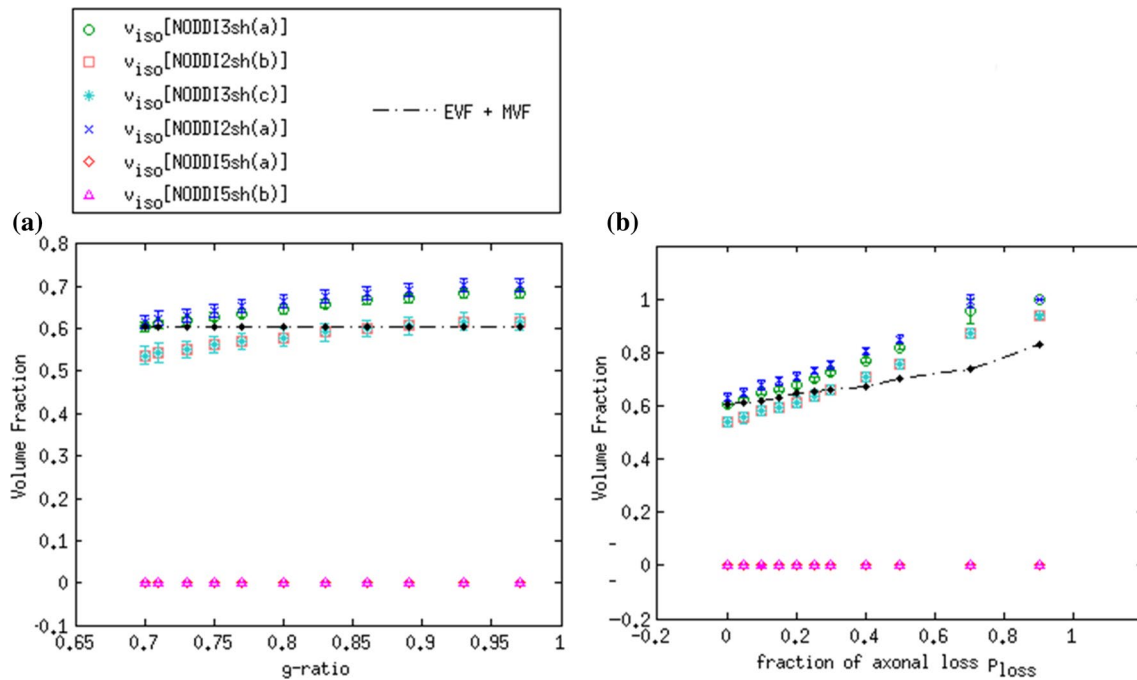 v_iso[NODDI3sh(a)]
v_iso[NODDI2sh(b)]
v_iso[NODDI3sh(c)]
v_iso[NODDI2sh(a)]
v_iso[NODDI5sh(a)]
v_iso[NODDI5sh(b)]
EVF + MVF
(a)
0.8
0.7
0.6
0.5
0.4
0.3
0.2
0.1
0
-0.1
Volume Fraction
0.65 0.7 0.75 0.8 0.85 0.9 0.95 1
g-ratio
(b)
1
0.8
0.6
0.4
0.2
0
-0.2
Volume Fraction
-0.2 0 0.2 0.4 0.6 0.8 1
fraction of axonal loss P_loss